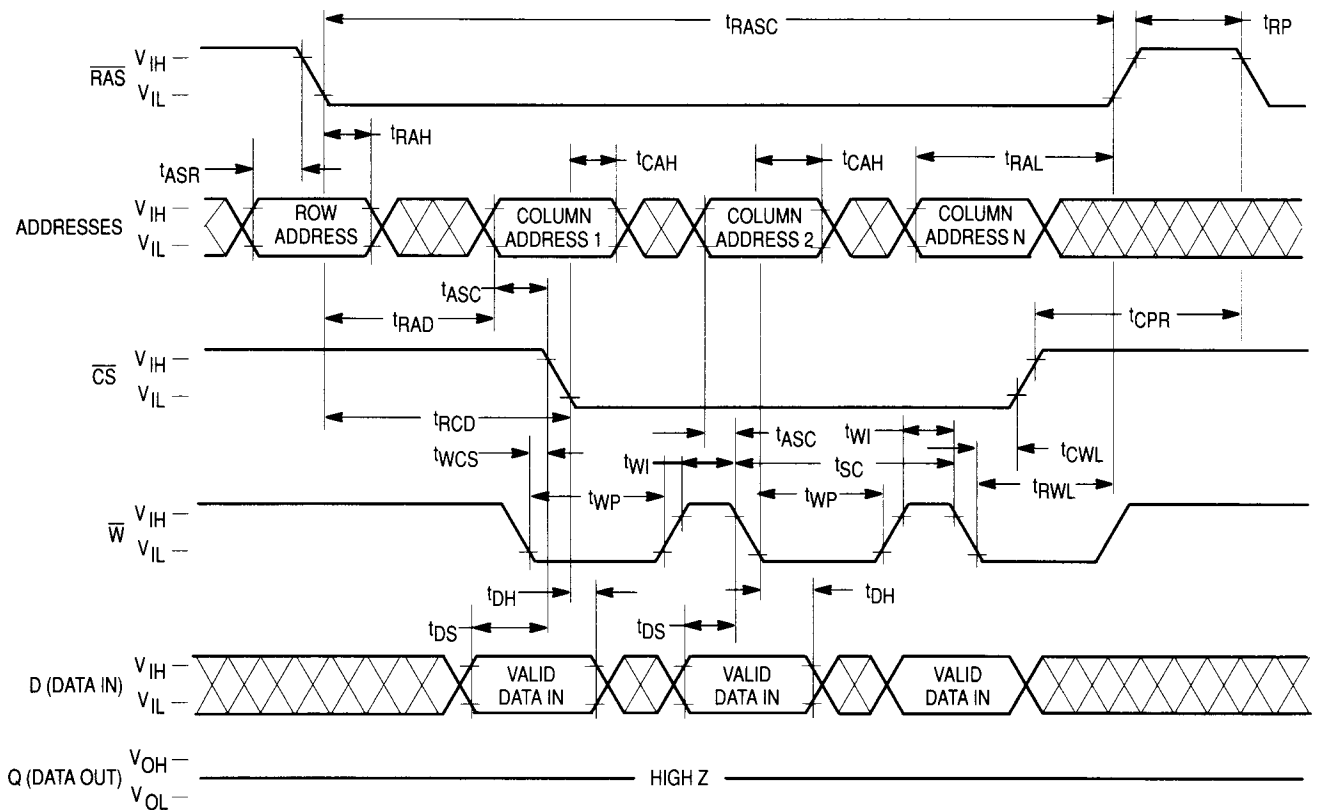 tRASC
tRP
RAS
VIH
VIL
tRAH
tASR
tCAH
tCAH
tRAL
ADDRESSES
VIH
VIL
ROW
ADDRESS
COLUMN
ADDRESS 1
COLUMN
ADDRESS 2
COLUMN
ADDRESS N
tASC
tRAD
tCPR
CS
VIH
VIL
tRCD
tASC
tWI
tWCS
tWI
tSC
tCWL
tWP
tWP
tRWL
W
VIH
VIL
tDH
tDH
tDS
tDS
D (DATA IN)
VIH
VIL
VALID
DATA IN
VALID
DATA IN
VALID
DATA IN
Q (DATA OUT)
VOH
VOL
HIGH Z